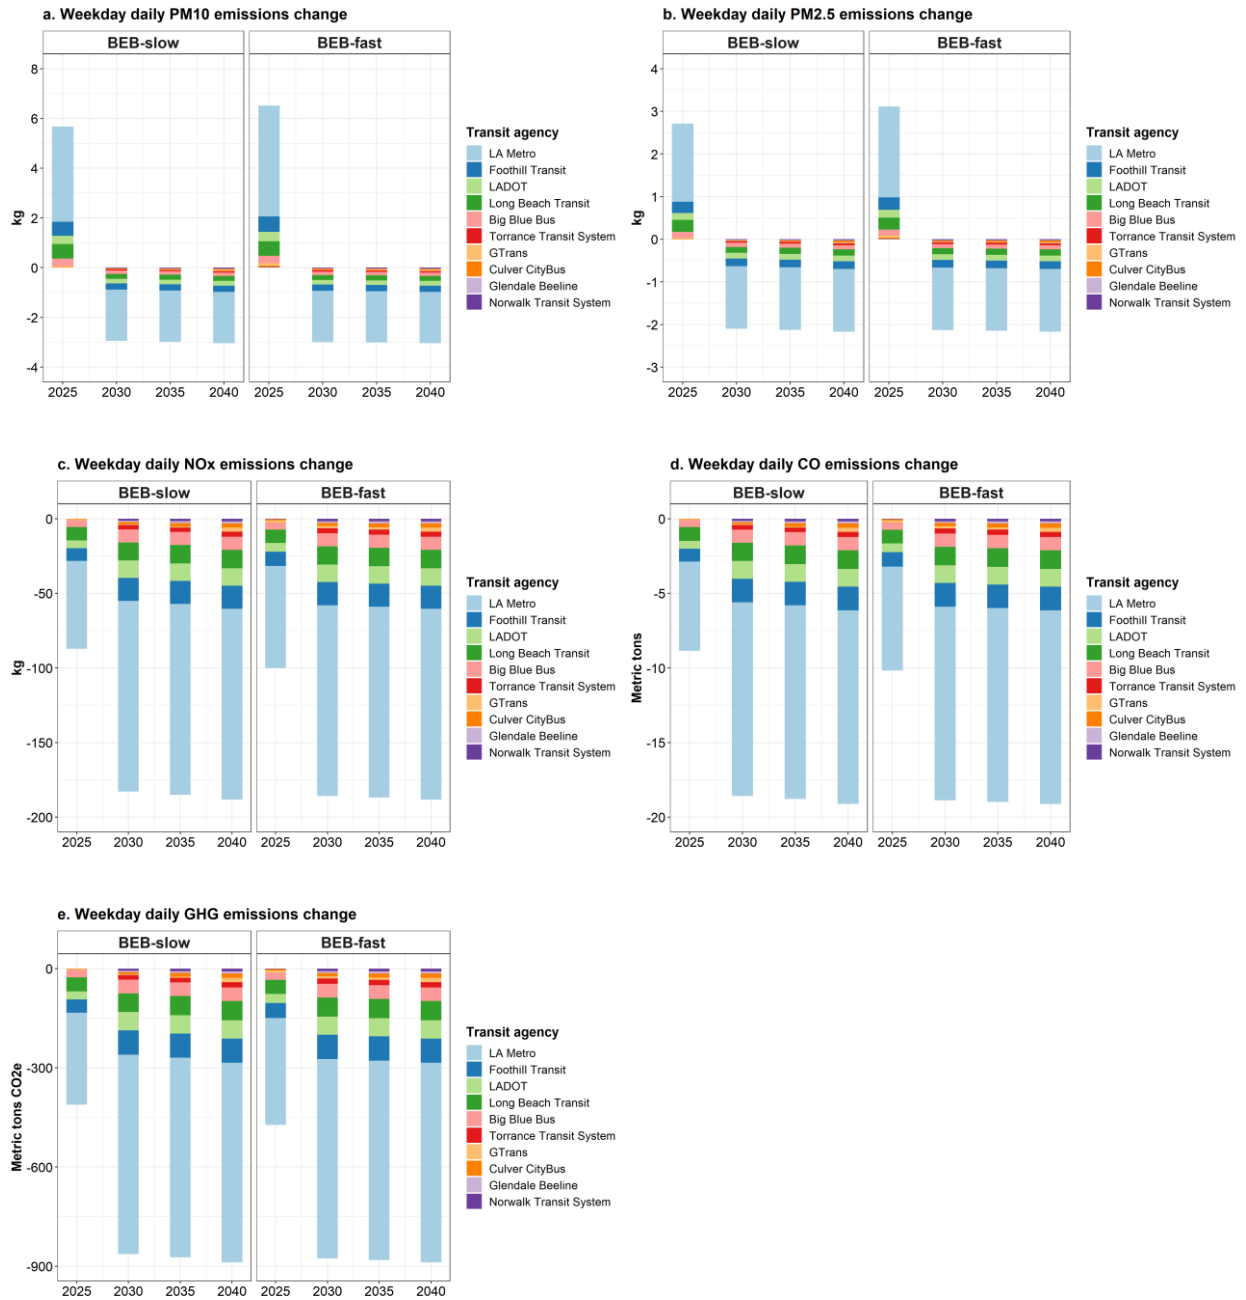 a. Weekday daily PM10 emissions change
BEB-slow
BEB-fast
8
6
4
2
0
-2
-4
kg
2025 2030 2035 2040
2025 2030 2035 2040
Transit agency
LA Metro
Foothill Transit
LADOT
Long Beach Transit
Big Blue Bus
Torrance Transit System
GTrans
Culver CityBus
Glendale Beeline
Norwalk Transit System
b. Weekday daily PM2.5 emissions change
BEB-slow
BEB-fast
4
3
2
1
0
-1
-2
-3
kg
2025 2030 2035 2040
2025 2030 2035 2040
Transit agency
LA Metro
Foothill Transit
LADOT
Long Beach Transit
Big Blue Bus
Torrance Transit System
GTrans
Culver CityBus
Glendale Beeline
Norwalk Transit System
c. Weekday daily NOx emissions change
BEB-slow
BEB-fast
0
-50
-100
-150
-200
kg
2025 2030 2035 2040
2025 2030 2035 2040
Transit agency
LA Metro
Foothill Transit
LADOT
Long Beach Transit
Big Blue Bus
Torrance Transit System
GTrans
Culver CityBus
Glendale Beeline
Norwalk Transit System
d. Weekday daily CO emissions change
BEB-slow
BEB-fast
0
-5
-10
-15
-20
Metric tons
2025 2030 2035 2040
2025 2030 2035 2040
Transit agency
LA Metro
Foothill Transit
LADOT
Long Beach Transit
Big Blue Bus
Torrance Transit System
GTrans
Culver CityBus
Glendale Beeline
Norwalk Transit System
e. Weekday daily GHG emissions change
BEB-slow
BEB-fast
0
-300
-600
-900
Metric tons CO2e
2025 2030 2035 2040
2025 2030 2035 2040
Transit agency
LA Metro
Foothill Transit
LADOT
Long Beach Transit
Big Blue Bus
Torrance Transit System
GTrans
Culver CityBus
Glendale Beeline
Norwalk Transit System